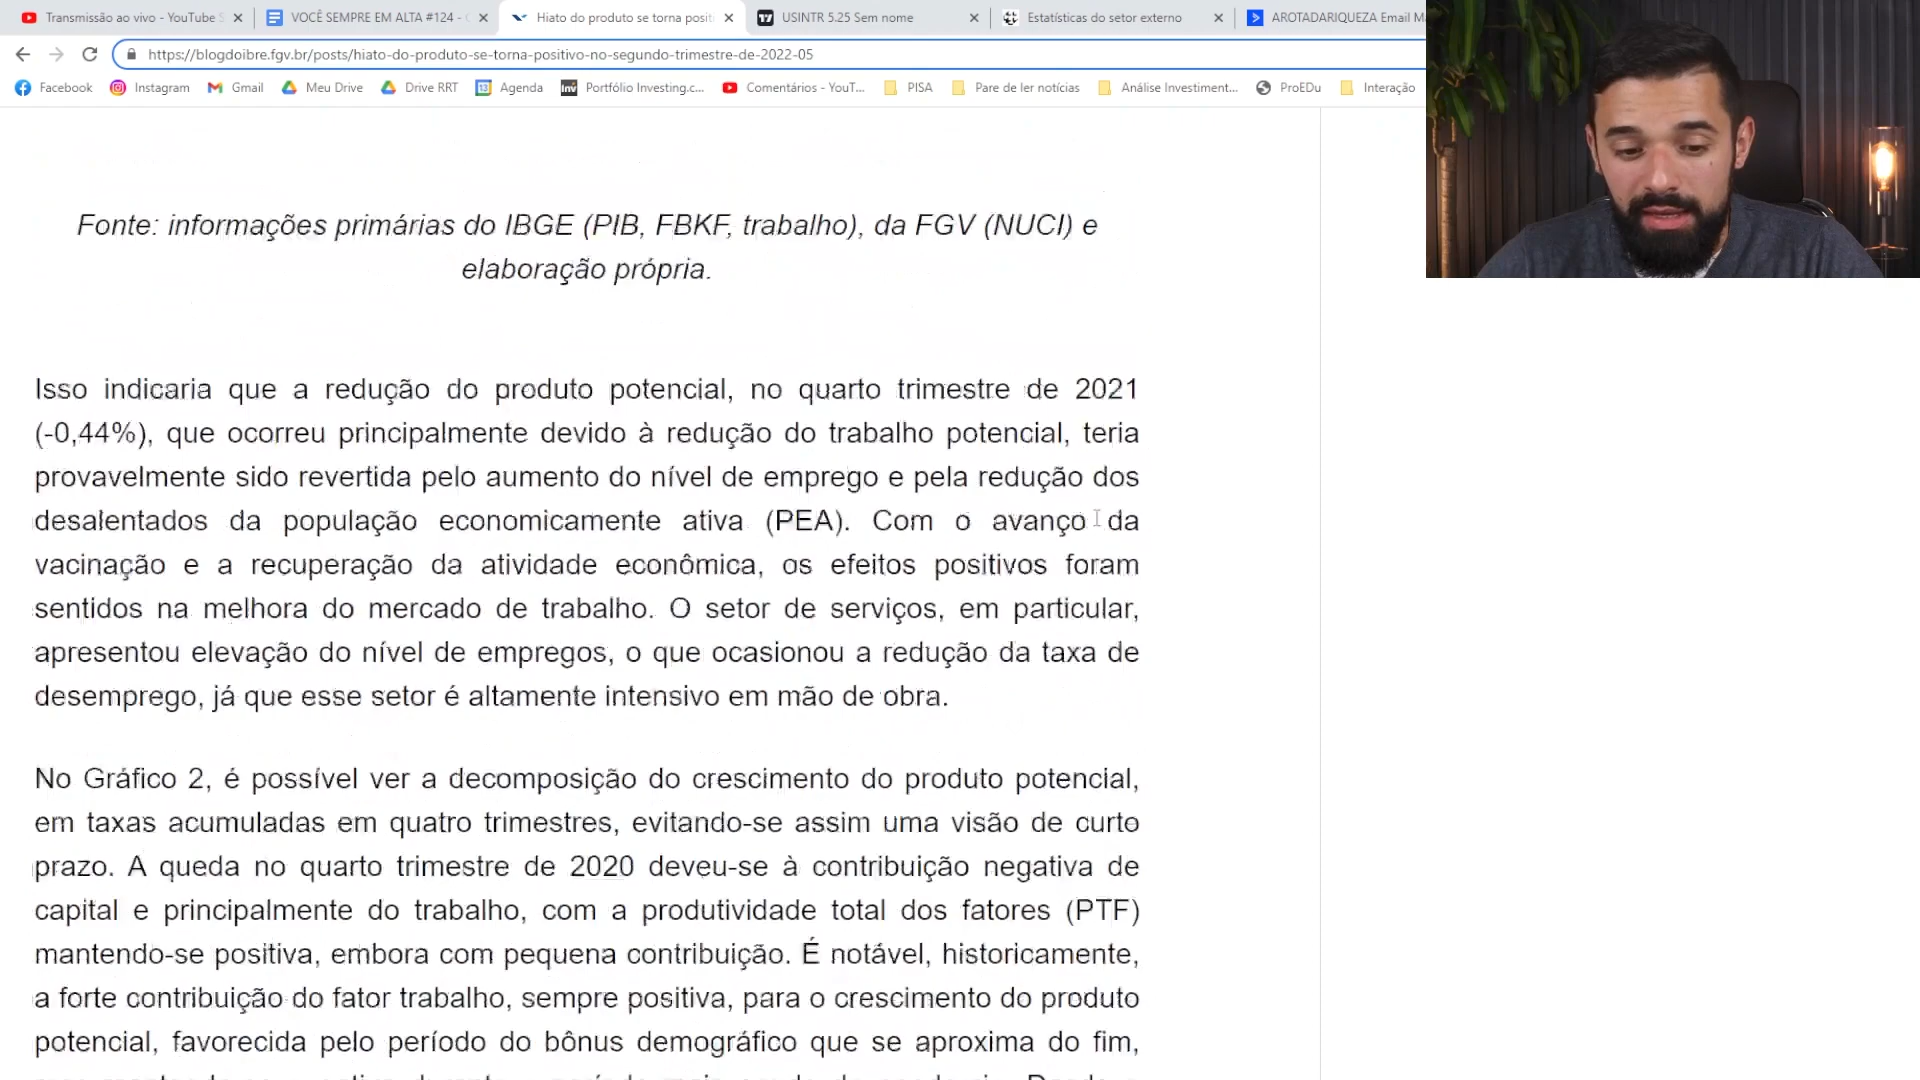 Transmissão ao vivo - YouTube S
VOCÊ SEMPRE EM ALTA #124 -
Hiato do produto se torna posit
USINTR 5.25 Sem nome
Estatísticas do setor externo
AROTADARIQUEZA Email M
https://blogdoibre.fgv.br/posts/hiato-do-produto-se-torna-positivo-no-segundo-trimestre-de-2022-05
Facebook
Instagram
Gmail
Meu Drive
Drive RRT
Agenda
Portfólio Investing.c...
Comentários - YouT...
PISA
Pare de ler notícias
Análise Investiment...
ProEDu
Interação
Fonte: informações primárias do IBGE (PIB, FBKF, trabalho), da FGV (NUCI) e
elaboração própria.
Isso indicaria que a redução do produto potencial, no quarto trimestre de 2021
(-0,44%), que ocorreu principalmente devido à redução do trabalho potencial, teria
provavelmente sido revertida pelo aumento do nível de emprego e pela redução dos
desalentados da população economicamente ativa (PEA). Com o avanço da
vacinação e a recuperação da atividade econômica, os efeitos positivos foram
sentidos na melhora do mercado de trabalho. O setor de serviços, em particular,
apresentou elevação do nível de empregos, o que ocasionou a redução da taxa de
desemprego, já que esse setor é altamente intensivo em mão de obra.
No Gráfico 2, é possível ver a decomposição do crescimento do produto potencial,
em taxas acumuladas em quatro trimestres, evitando-se assim uma visão de curto
prazo. A queda no quarto trimestre de 2020 deveu-se à contribuição negativa de
capital e principalmente do trabalho, com a produtividade total dos fatores (PTF)
mantendo-se positiva, embora com pequena contribuição. É notável, historicamente,
a forte contribuição do fator trabalho, sempre positiva, para o crescimento do produto
potencial, favorecida pelo período do bônus demográfico que se aproxima do fim,